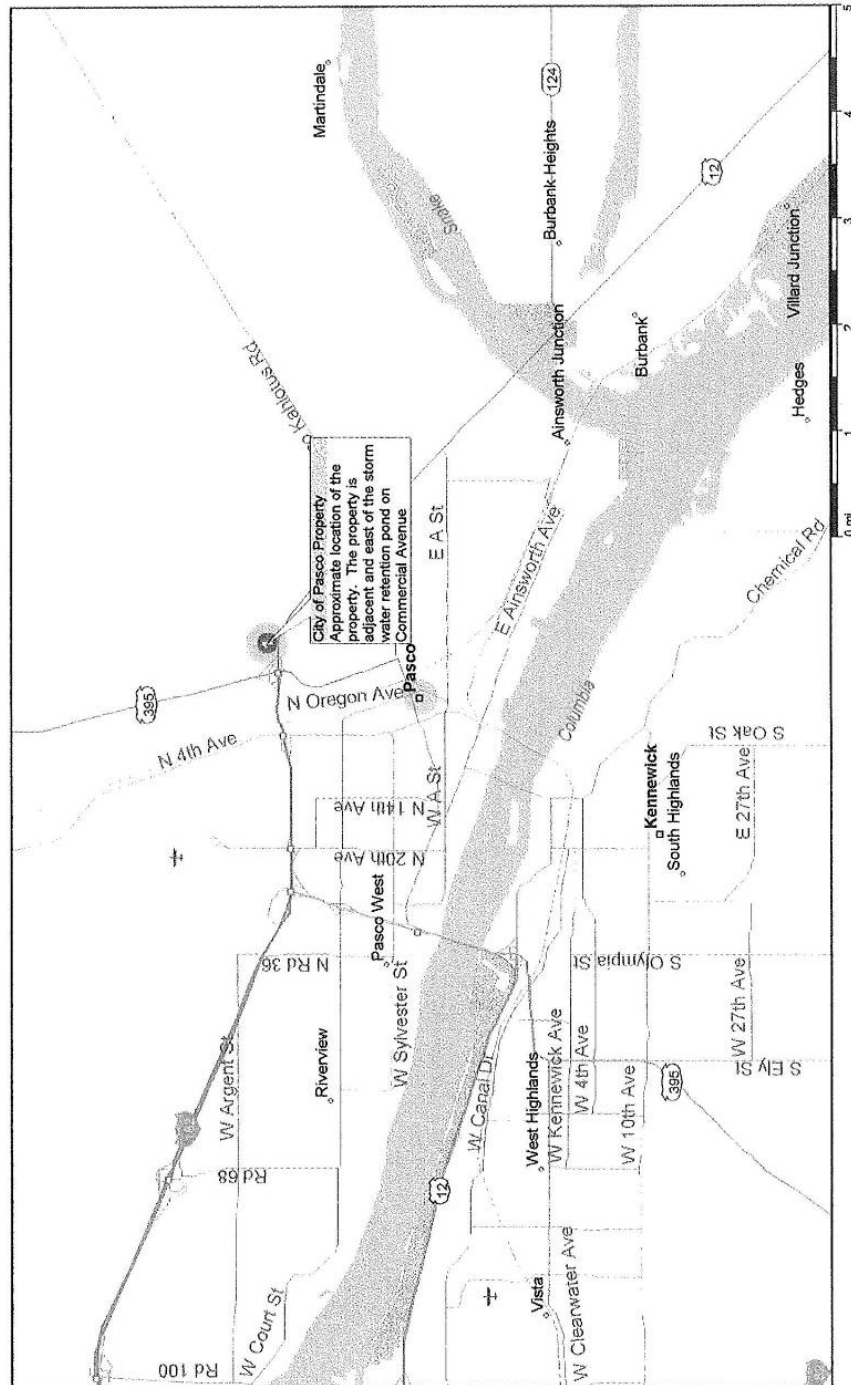 Martindale
Snake
124
Burbank Heights
12
Villard Junction
Kahlotus Rd
City of Pasco Property
Approximate location of the
property. The property is
adjacent and east of the storm
water retention pond on
Commercial Avenue
Ainsworth Junction
Burbank
Hedges
E A St
E Ainsworth Ave
Chemical Rd
395
N Oregon Ave
Pasco
Columbia
N 4th Ave
S Oak St
N 14th Ave
W A St
Kennewick
E 27th Ave
N 20th Ave
South Highlands
Pasco West
N Rd 36
W Sylvester St
S Olympia St
W 27th Ave
W Argent St
Riverview
W Canal Dr
W Kennewick Ave
W 4th Ave
S Ely St
395
West Highlands
W 10th Ave
Rd 68
12
W Court St
Vista
W Clearwater Ave
Rd 100
0 mi
1
2
3
4
5